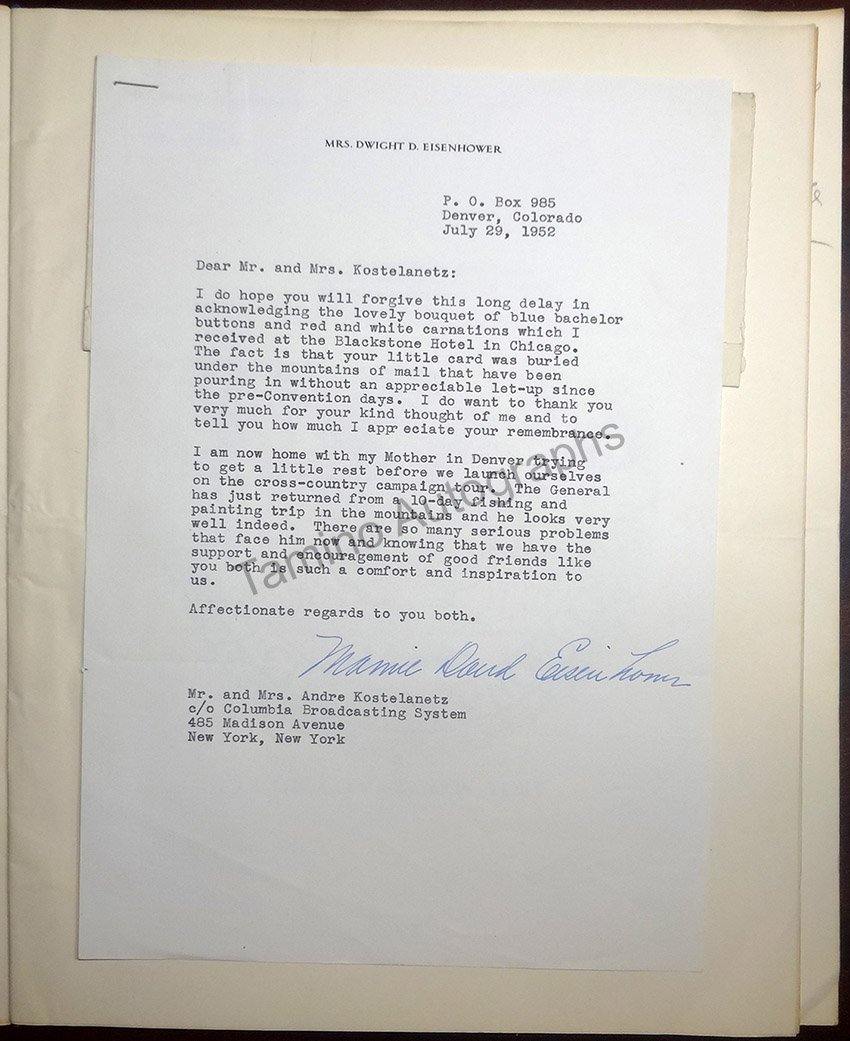 MRS. DWIGHT D. EISENHOWER
P. O. Box 985
Denver, Colorado
July 29, 1952
Dear Mr. and Mrs. Kostelanetz:
I do hope you will forgive this long delay in
acknowledging the lovely bouquet of blue bachelor
buttons and red and white carnations which I
received at the Blackstone Hotel in Chicago.
The fact is that your little card was buried
under the mountains of mail that have been
pouring in without an appreciable let-up since
the pre-Convention days.  I do want to thank you
very much for your kind thought of me and to
tell you how much I appreciate your remembrance.
I am now home with my Mother in Denver trying
to get a little rest before we launch ourselves
on the cross-country campaign tour.  The General
has just returned from a 10-day fishing and
painting trip in the mountains and he looks very
well indeed.  There are so many serious problems
that face him now and knowing that we have the
support and encouragement of good friends like
you both is such a comfort and inspiration to
us.
Affectionate regards to you both.
Mamie Doud Eisenhower
Mr. and Mrs. Andre Kostelanetz
c/o Columbia Broadcasting System
485 Madison Avenue
New York, New York
Tamino Autographs